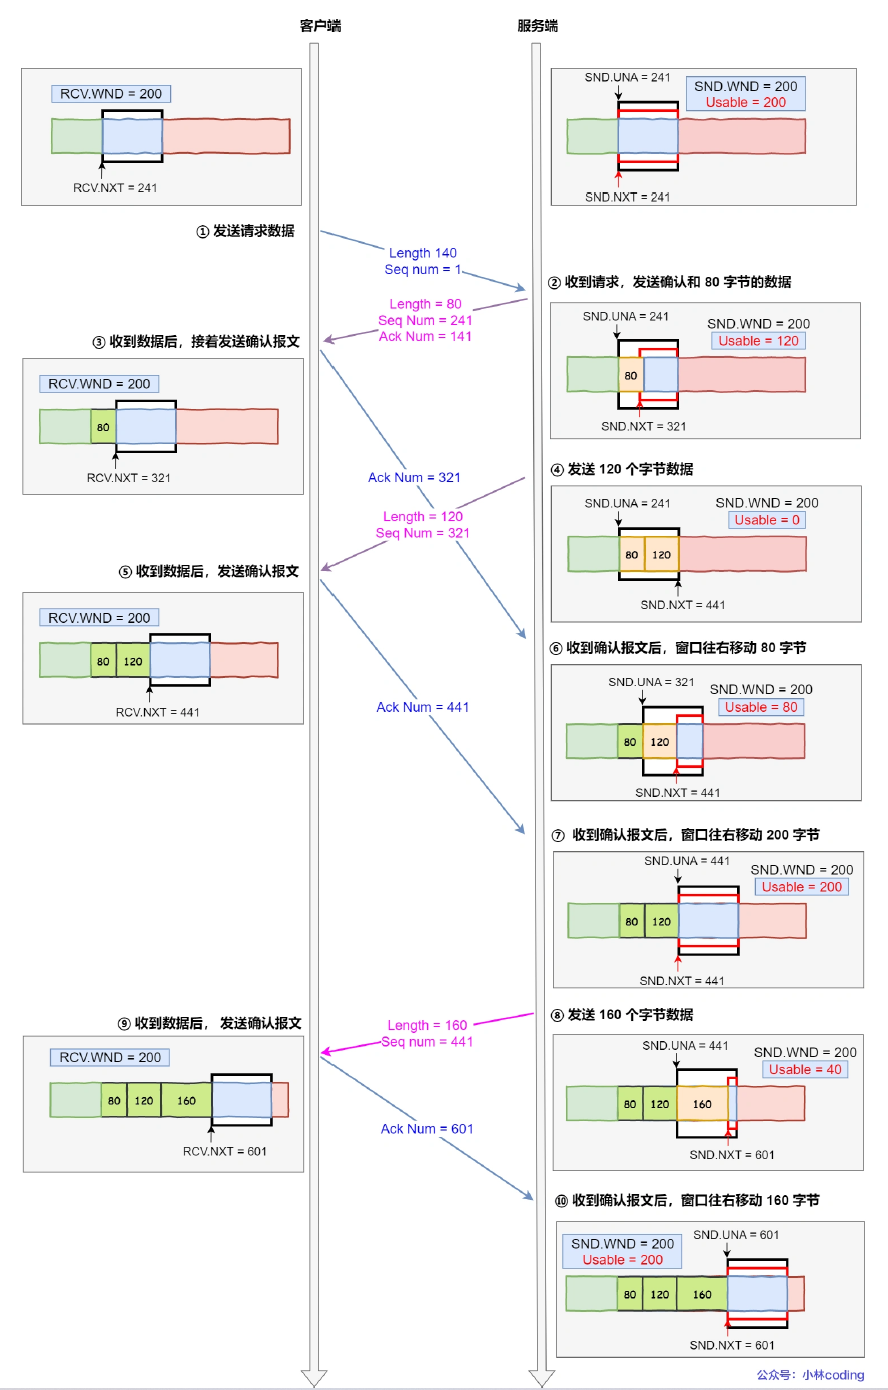 客户端
服务端
RCV.WND = 200
RCV.NXT = 241
SND.UNA = 241
SND.WND = 200
Usable = 200
SND.NXT = 241
① 发送请求数据
Length 140
Seq num = 1
② 收到请求，发送确认和 80 字节的数据
Length = 80
Seq Num = 241
Ack Num = 141
SND.UNA = 241
SND.WND = 200
Usable = 120
80
SND.NXT = 321
③ 收到数据后，接着发送确认报文
RCV.WND = 200
80
RCV.NXT = 321
Ack Num = 321
④ 发送 120 个字节数据
Length = 120
Seq Num = 321
SND.UNA = 241
SND.WND = 200
Usable = 0
80
120
SND.NXT = 441
⑤ 收到数据后，发送确认报文
RCV.WND = 200
80
120
RCV.NXT = 441
⑥ 收到确认报文后，窗口往右移动 80 字节
SND.UNA = 321
SND.WND = 200
Usable = 80
80
120
SND.NXT = 441
Ack Num = 441
⑦ 收到确认报文后，窗口往右移动 200 字节
SND.UNA = 441
SND.WND = 200
Usable = 200
80
120
SND.NXT = 441
⑧ 发送 160 个字节数据
Length = 160
Seq num = 441
SND.UNA = 441
SND.WND = 200
Usable = 40
80
120
160
SND.NXT = 601
⑨ 收到数据后， 发送确认报文
RCV.WND = 200
80
120
160
RCV.NXT = 601
Ack Num = 601
⑩ 收到确认报文后，窗口往右移动 160 字节
SND.WND = 200
Usable = 200
SND.UNA = 601
80
120
160
SND.NXT = 601
公众号：小林coding